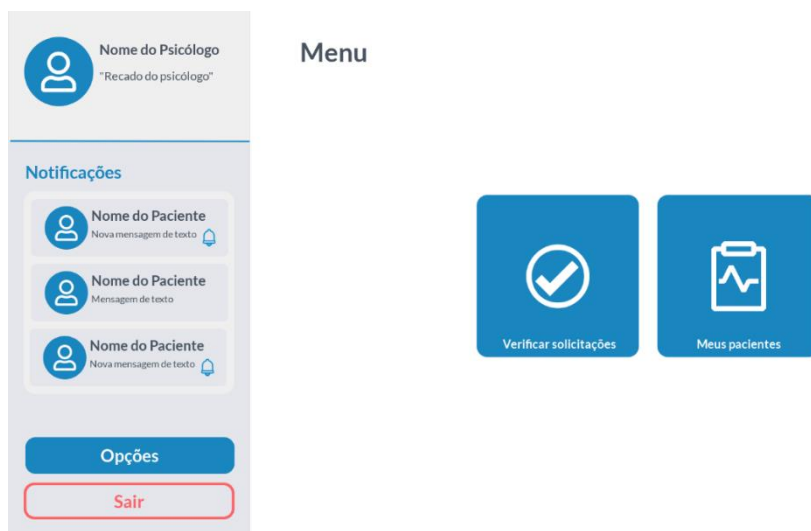 Nome do Psicólogo
"Recado do psicólogo"
Menu
Notificações
Nome do Paciente
Nova mensagem de texto
Nome do Paciente
Mensagem de texto
Nome do Paciente
Nova mensagem de texto
Verificar solicitações
Meus pacientes
Opções
Sair